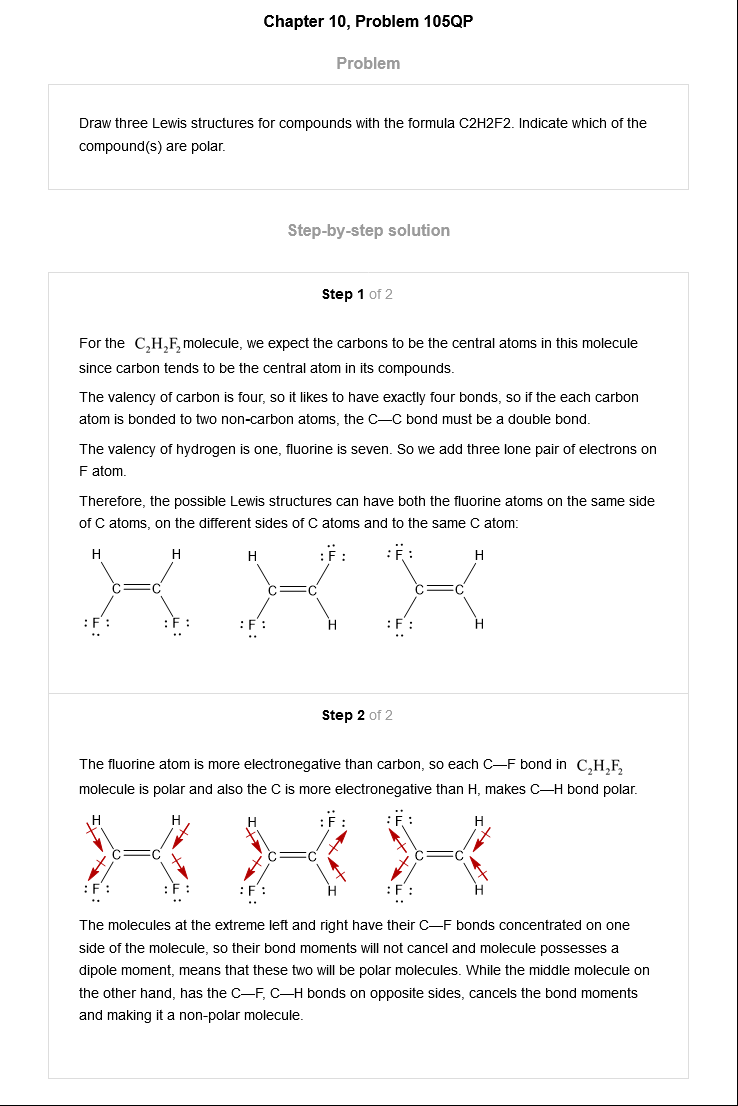 Chapter 10, Problem 105QP
Problem
Draw three Lewis structures for compounds with the formula C2H2F2. Indicate which of the
compound(s) are polar.
Step-by-step solution
Step 1 of 2
For the C₂H₂F₂ molecule, we expect the carbons to be the central atoms in this molecule
since carbon tends to be the central atom in its compounds.
The valency of carbon is four, so it likes to have exactly four bonds, so if the each carbon
atom is bonded to two non-carbon atoms, the C—C bond must be a double bond.
The valency of hydrogen is one, fluorine is seven. So we add three lone pair of electrons on
F atom.
Therefore, the possible Lewis structures can have both the fluorine atoms on the same side
of C atoms, on the different sides of C atoms and to the same C atom:
H H H :F: :F: H
C C C C C C
:F: :F: :F: H :F: H
Step 2 of 2
The fluorine atom is more electronegative than carbon, so each C—F bond in C₂H₂F₂
molecule is polar and also the C is more electronegative than H, makes C—H bond polar.
H H H :F: :F: H
C C C C C C
:F: :F: :F: H :F: H
The molecules at the extreme left and right have their C—F bonds concentrated on one
side of the molecule, so their bond moments will not cancel and molecule possesses a
dipole moment, means that these two will be polar molecules. While the middle molecule on
the other hand, has the C—F, C—H bonds on opposite sides, cancels the bond moments
and making it a non-polar molecule.